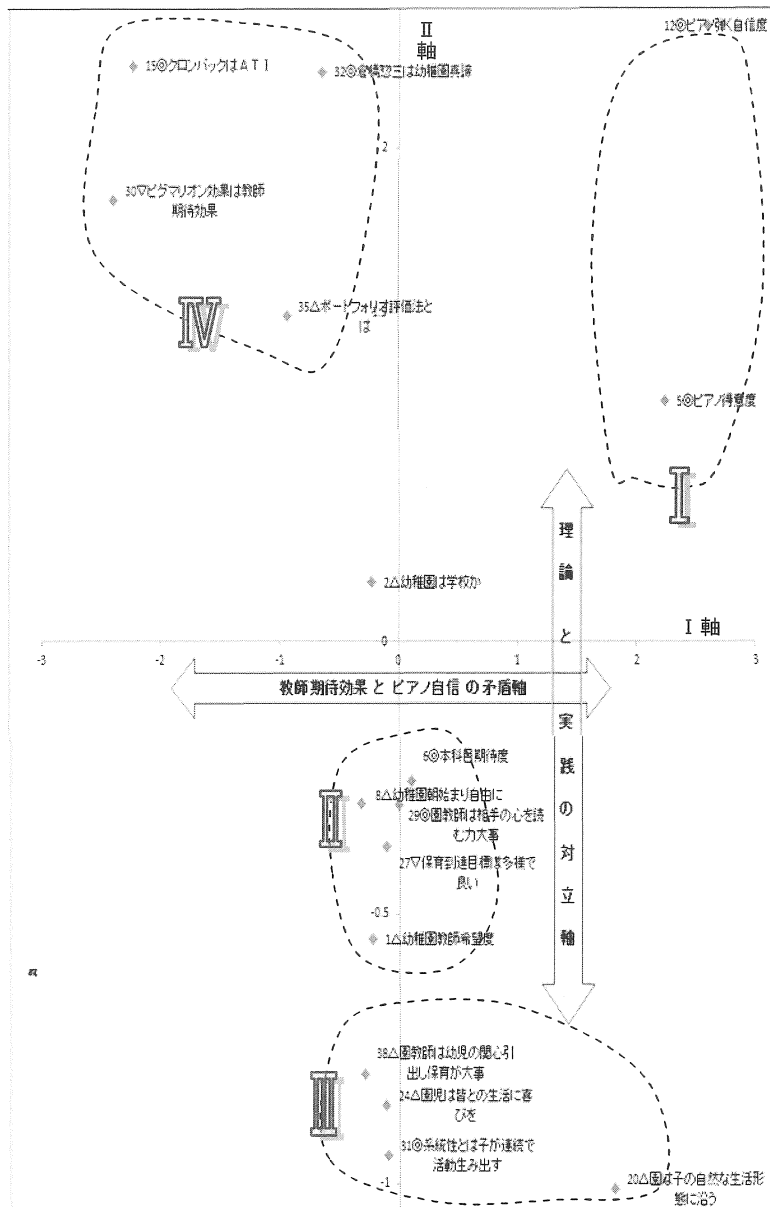 II
軸
12◎ピアノ弾く自信度
15◎クロンバックはＡＴＩ
32◎倉橋惣三は幼稚園真諦
2
30▽ピグマリオン効果は教師
期待効果
35△ポートフォリオ評価法と
は
IV
5◎ピアノ得意度
I
2△幼稚園は学校か
0
I 軸
-3
-2
-1
0
1
2
3
教師期待効果 と ピアノ自信 の矛盾軸
理論と実践の対立軸
6◎本科目期待度
8△幼稚園朝始まり自由に
29◎園教師は相手の心を読
む力大事
II
27▽保育到達目標は多様で
良い
-0.5
1△幼稚園教師希望度
38△園教師は幼児の関心引
出し保育が大事
III
24△園児は皆との生活に喜
びを
31◎系統性とは子が連続で
活動生み出す
-1
20△園は子の自然な生活形
態に沿う